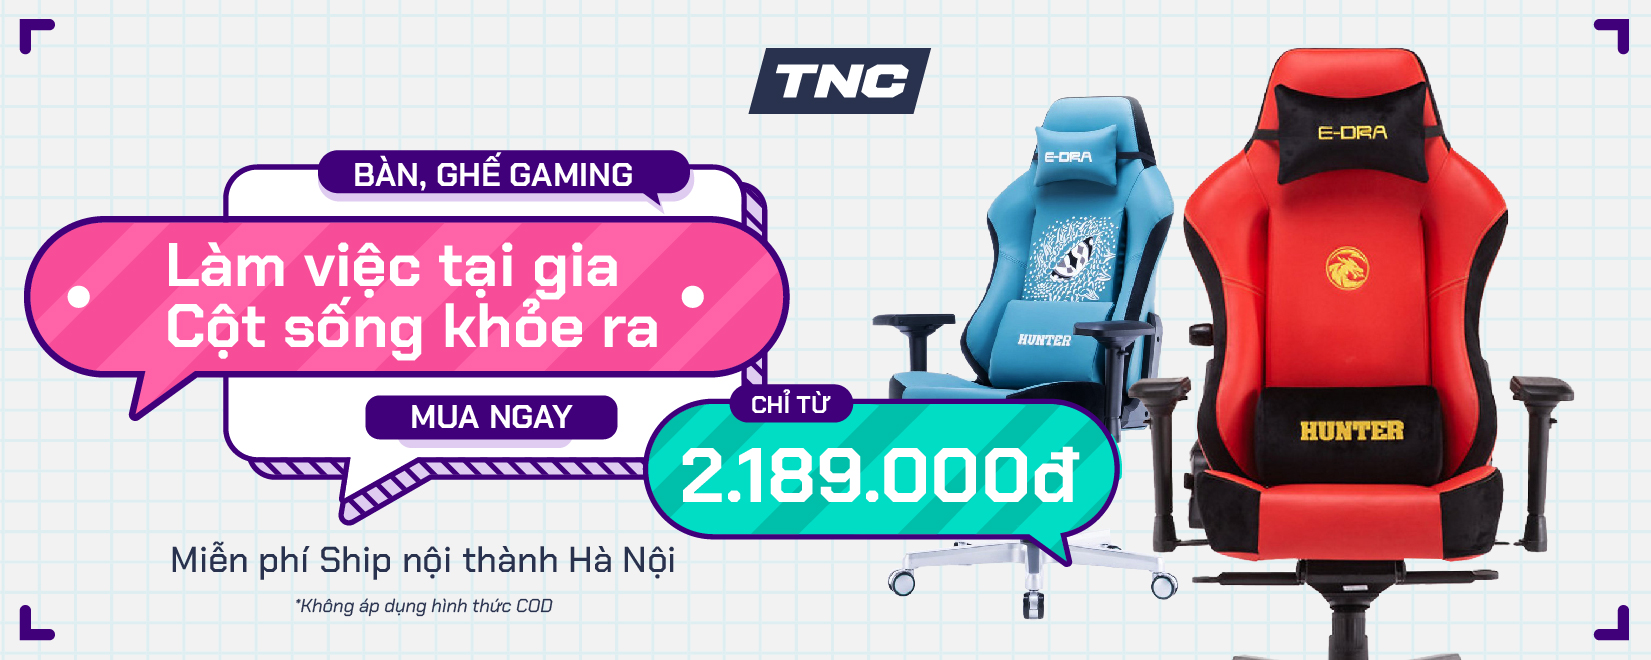 TNC
BÀN, GHẾ GAMING
Làm việc tại gia
Cột sống khỏe ra
MUA NGAY
CHỈ TỪ
2.189.000đ
Miễn phí Ship nội thành Hà Nội
*Không áp dụng hình thức COD
E-DRA
HUNTER
E-DRA
HUNTER